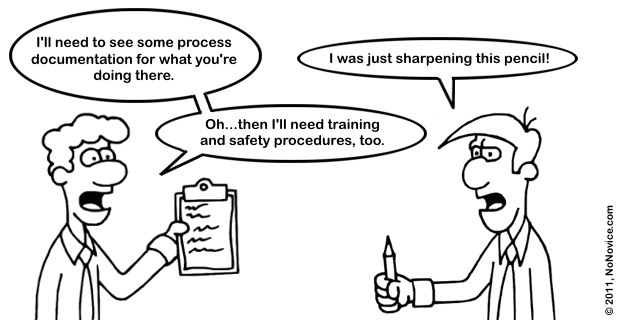 I'll need to see some process
documentation for what you're
doing there.
I was just sharpening this pencil!
Oh...then I'll need training
and safety procedures, too.
© 2011, NoNovice.com